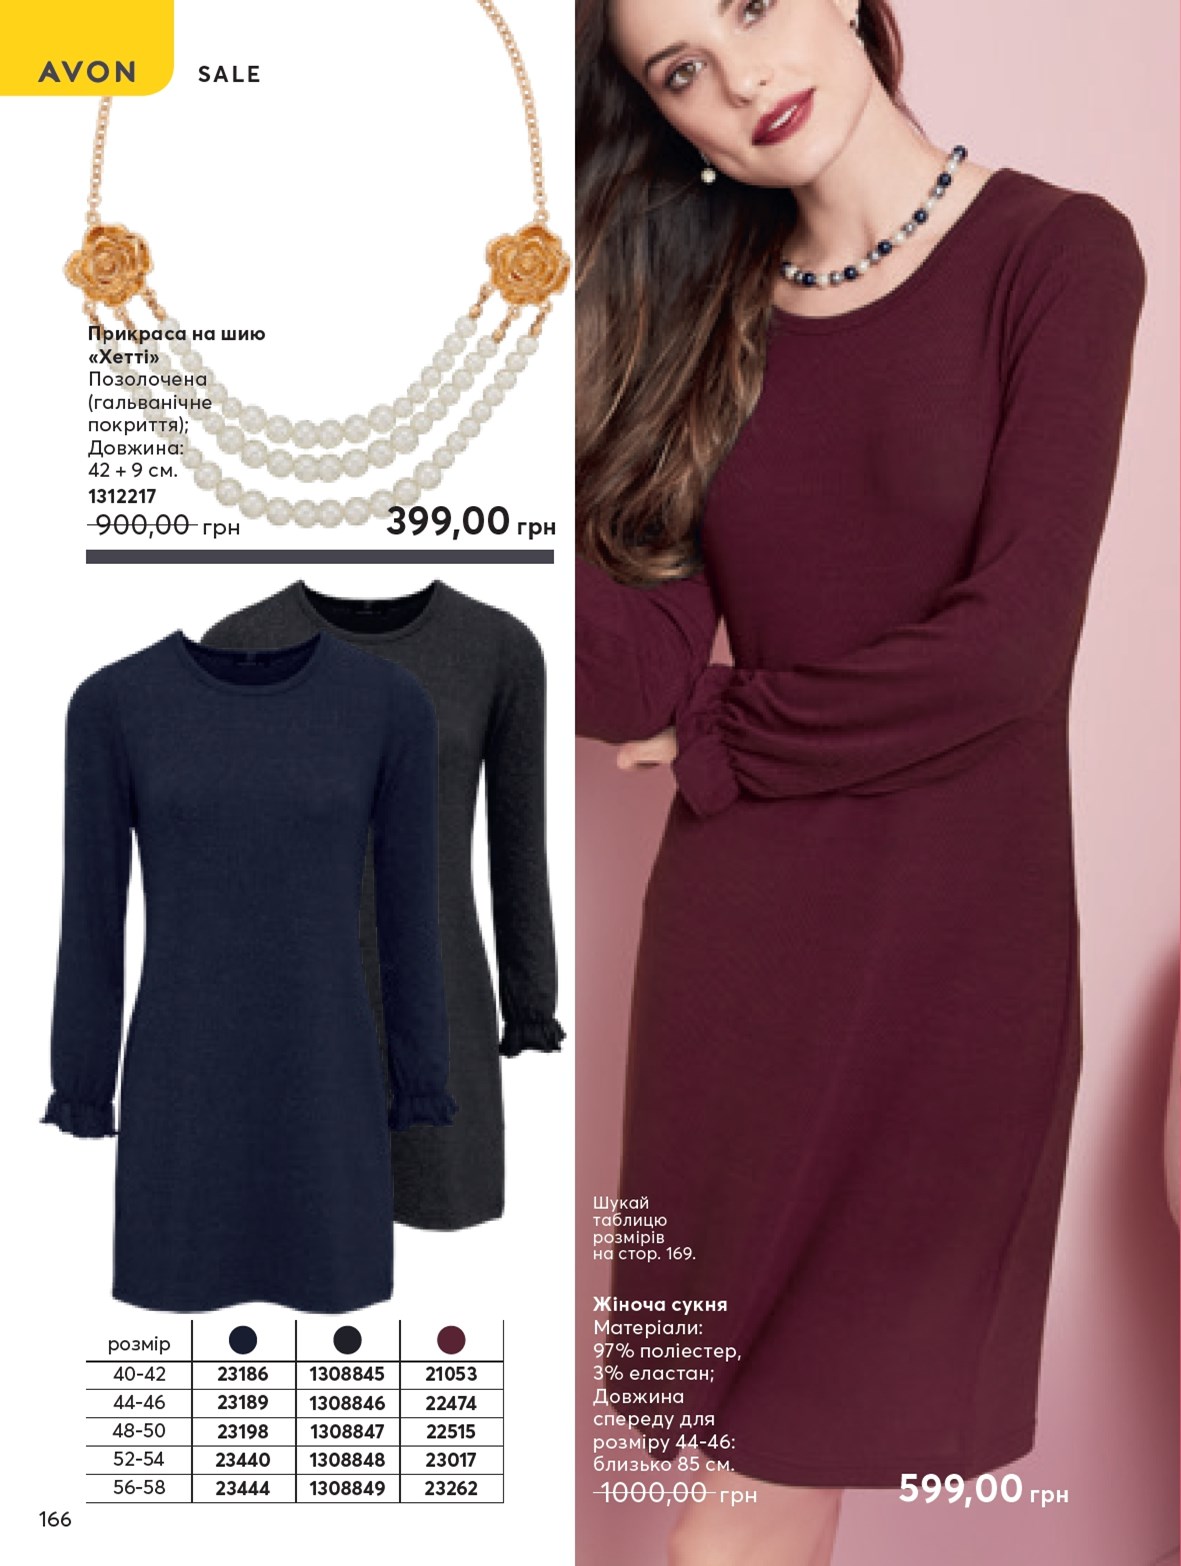 AVON
SALE
Прикраса на шию
«Хетті»
Позолочена
(гальванічне
покриття);
Довжина:
42 + 9 см.
1312217
900,00 грн
399,00 грн
розмір
40-42 23186 1308845 21053
44-46 23189 1308846 22474
48-50 23198 1308847 22515
52-54 23440 1308848 23017
56-58 23444 1308849 23262
166
Шукай
таблицю
розмірів
на стор. 169.
Жіноча сукня
Матеріали:
97% поліестер,
3% еластан;
Довжина
спереду для
розміру 44-46:
близько 85 см.
1000,00 грн
599,00 грн